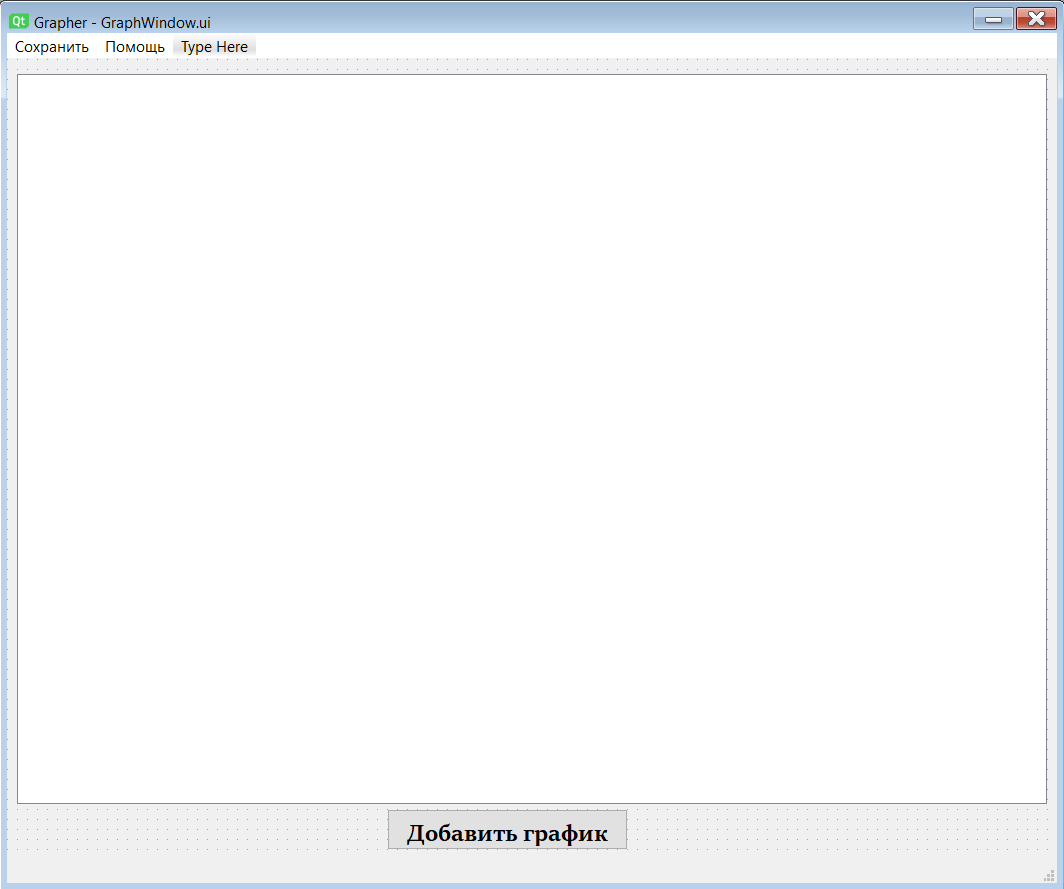 Qt Grapher - GraphWindow.ui
Сохранить Помощь Type Here
Добавить график